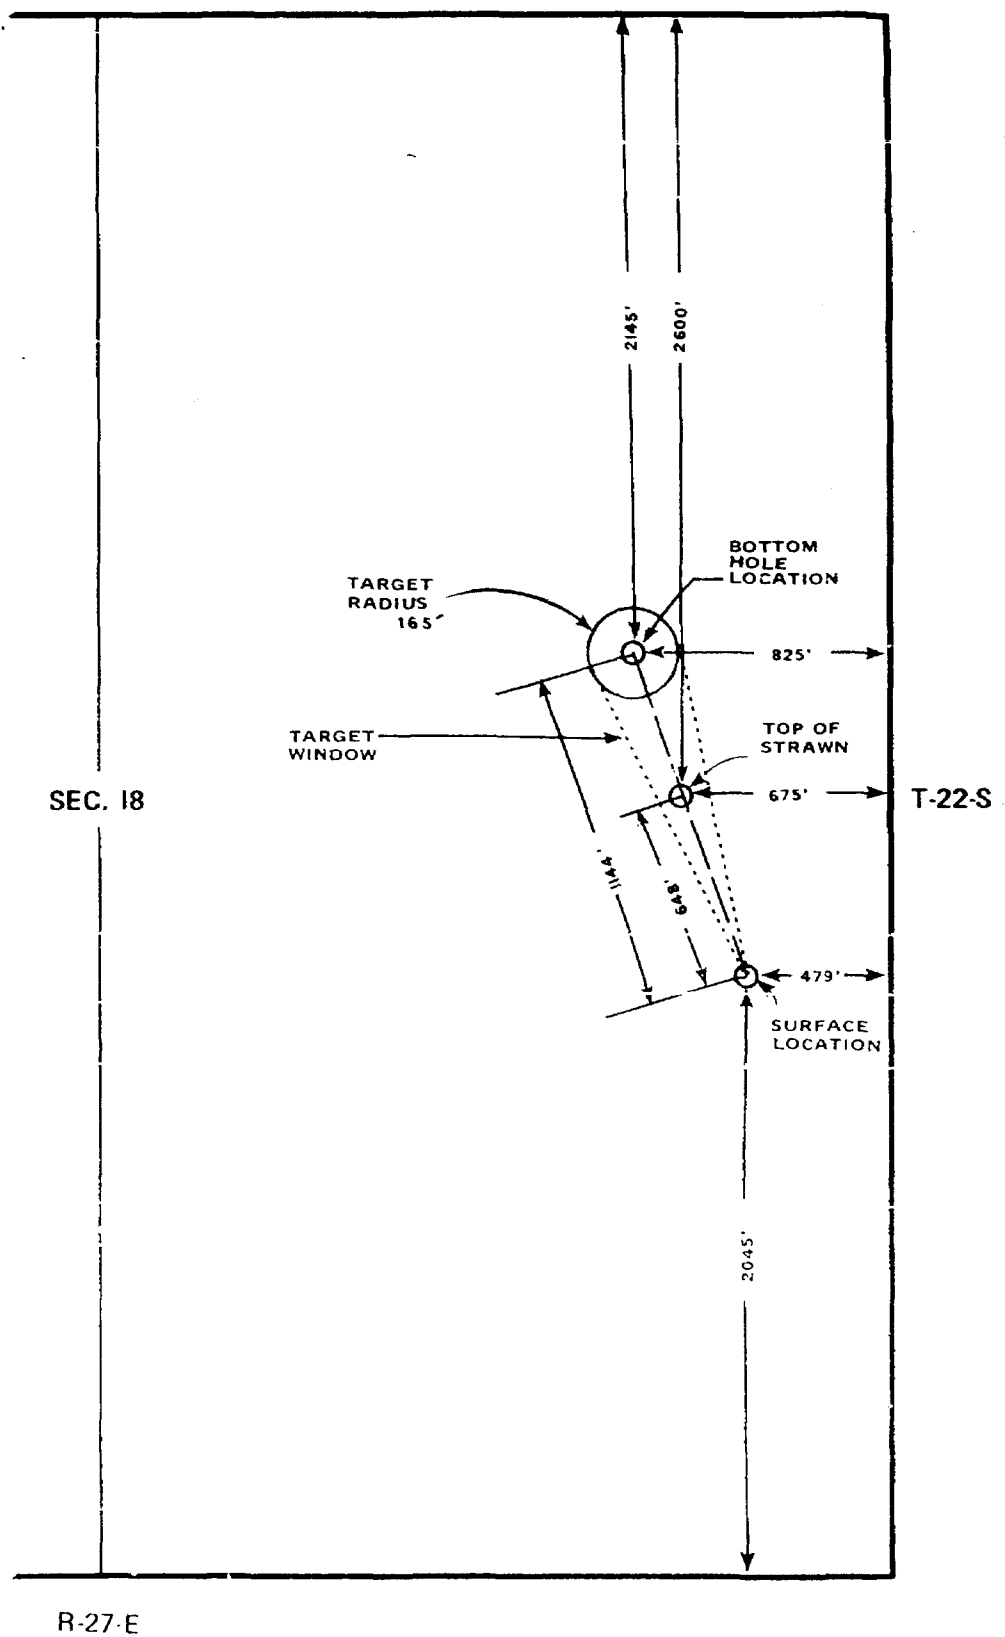 2145'
2600'
BOTTOM
HOLE
LOCATION
TARGET
RADIUS
165'
825'
TARGET
WINDOW
TOP OF
STRAWN
SEC. 18
675'
T-22-S
1144'
648'
479'
SURFACE
LOCATION
2045'
R-27-E